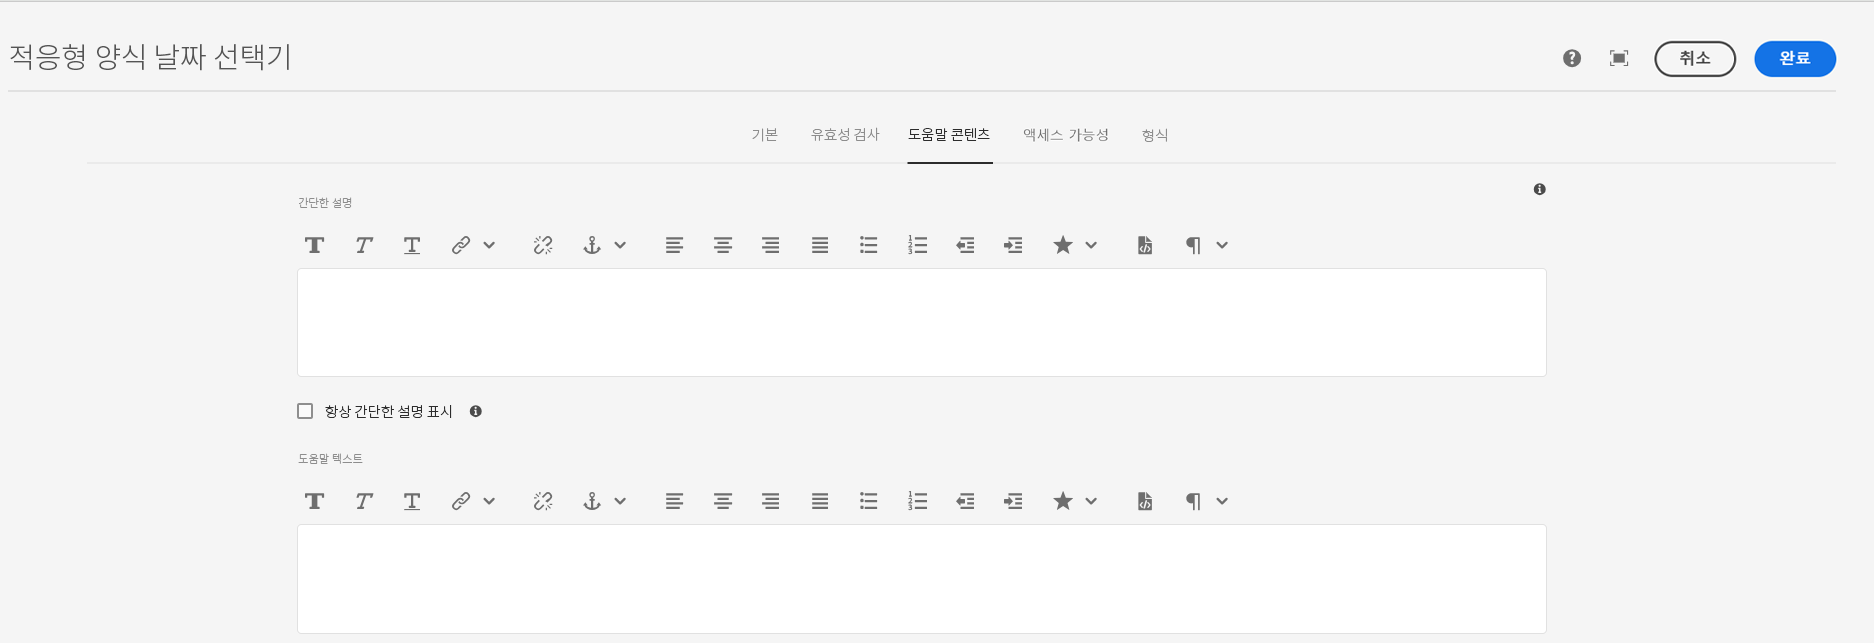 적응형 양식 날짜 선택기
취소
완료
기본
유효성 검사
도움말 콘텐츠
액세스 가능성
형식
간단한 설명
항상 간단한 설명 표시
도움말 텍스트